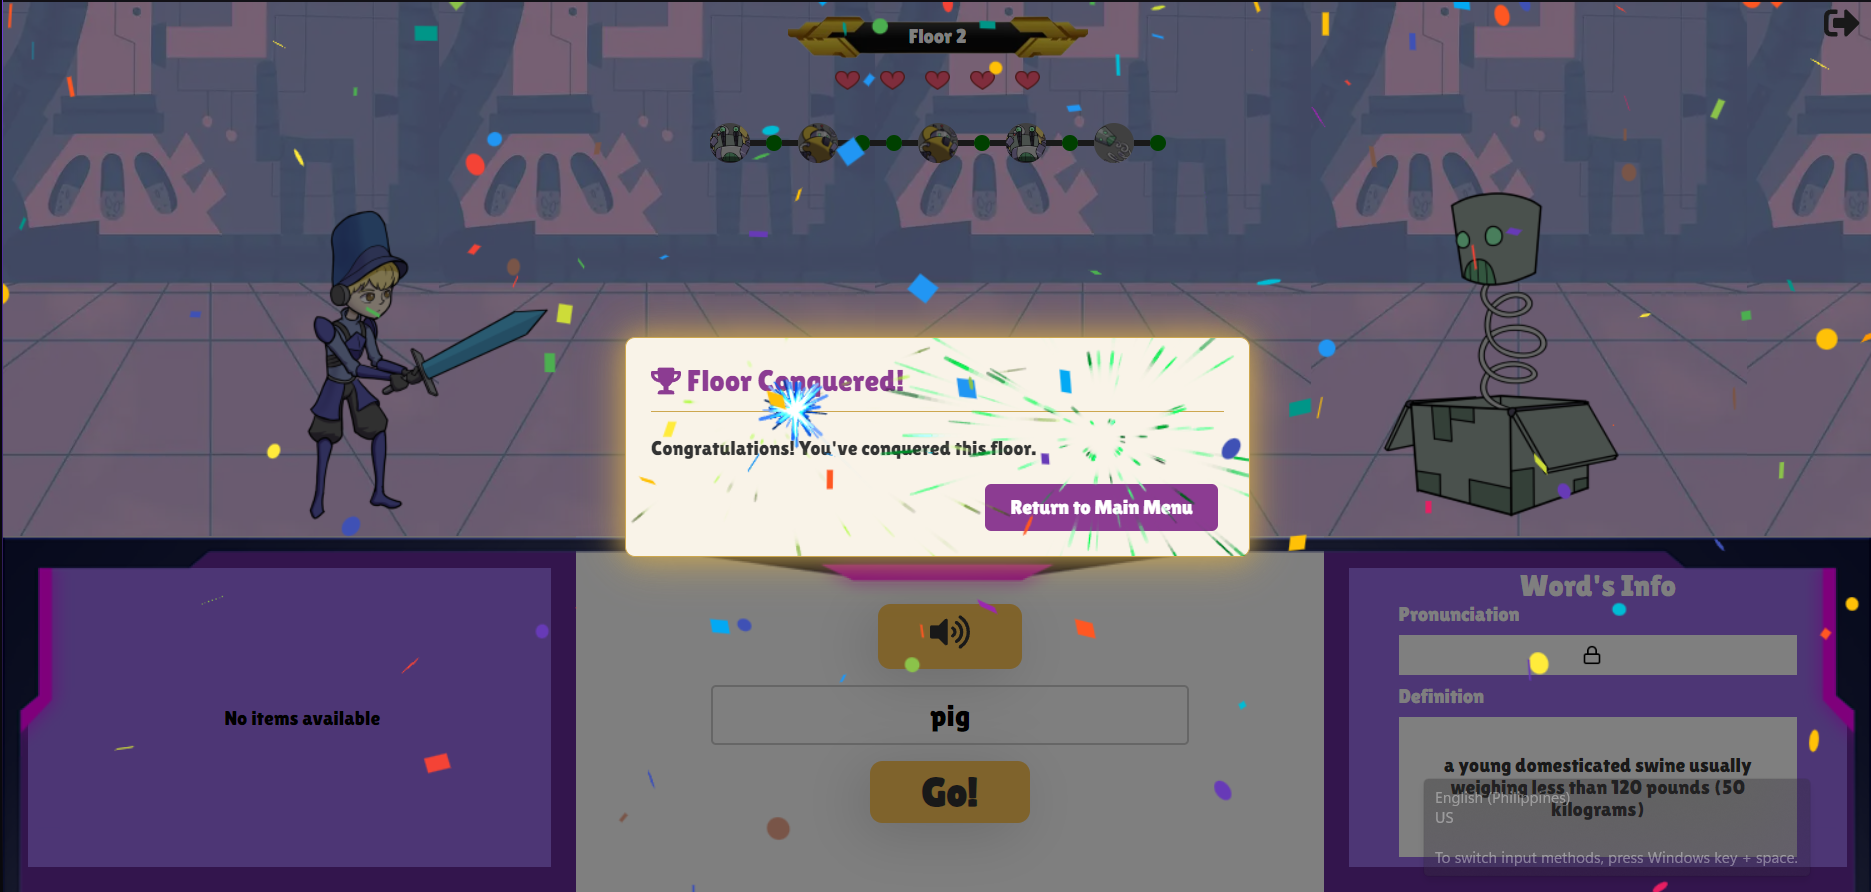 Floor 2
Floor Conquered!
Congratulations! You've conquered this floor.
Return to Main Menu
No items available
pig
Go!
Word's Info
Pronunciation
Definition
a young domesticated swine usually
weighing less than 120 pounds (50
kilograms)
English (Philippines)
US
To switch input methods, press Windows key + space.